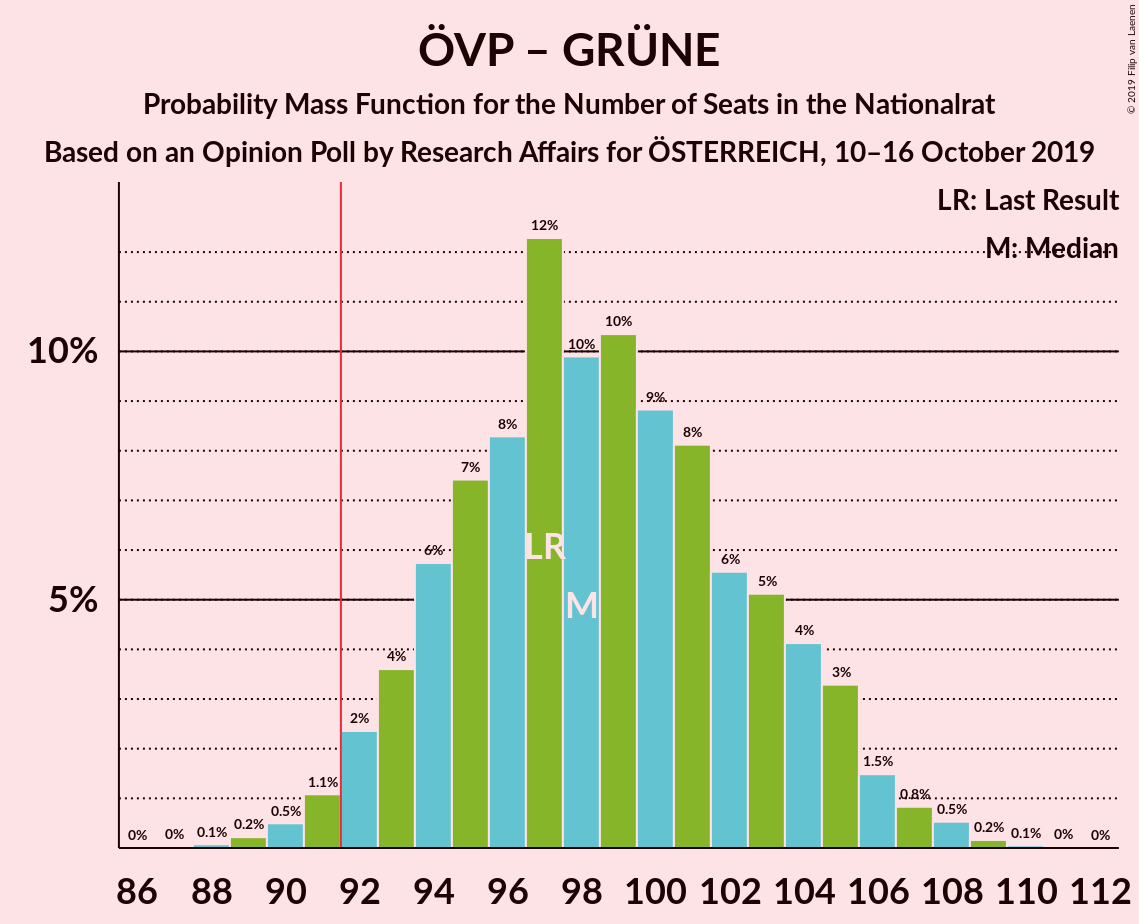 ÖVP – GRÜNE
Probability Mass Function for the Number of Seats in the Nationalrat
Based on an Opinion Poll by Research Affairs for ÖSTERREICH, 10–16 October 2019
© 2019 Filip van Laenen
LR: Last Result
M: Median
10%
5%
0% 0% 0.1% 0.2% 0.5% 1.1% 2% 4% 6% 7% 8% 12% 10% 10% 9% 8% 6% 5% 4% 3% 1.5% 0.8% 0.5% 0.2% 0.1% 0% 0%
LR
M
86 88 90 92 94 96 98 100 102 104 106 108 110 112